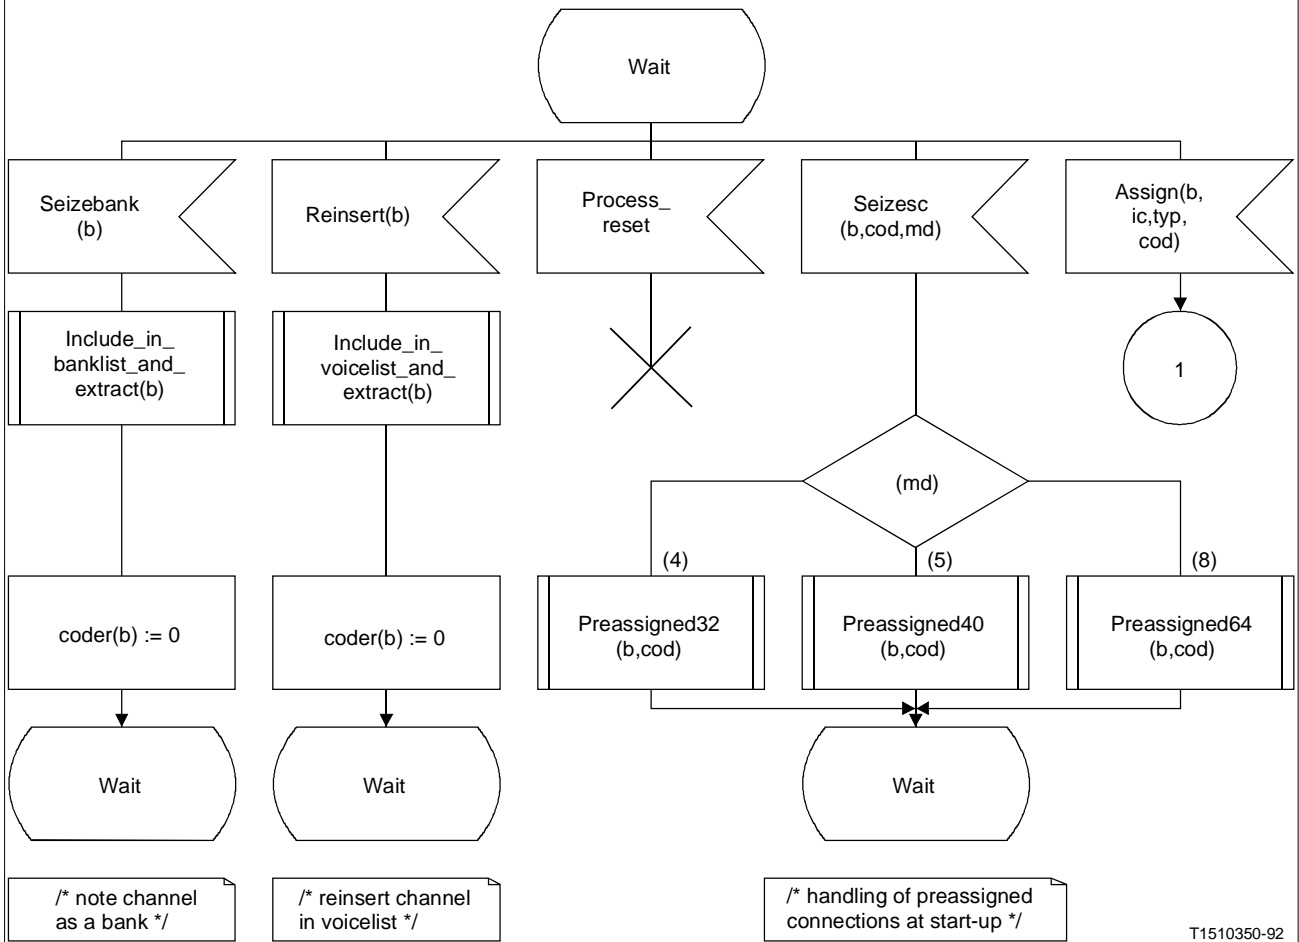 Wait
Seizebank
(b)
Reinsert(b)
Process_
reset
Seizesc
(b,cod,md)
Assign(b,
ic,typ,
cod)
Include_in_
banklist_and_
extract(b)
Include_in_
voicelist_and_
extract(b)
1
(md)
(4)
(5)
(8)
coder(b) := 0
coder(b) := 0
Preassigned32
(b,cod)
Preassigned40
(b,cod)
Preassigned64
(b,cod)
Wait
Wait
Wait
/* note channel
as a bank */
/* reinsert channel
in voicelist */
/* handling of preassigned
connections at start-up */
T1510350-92